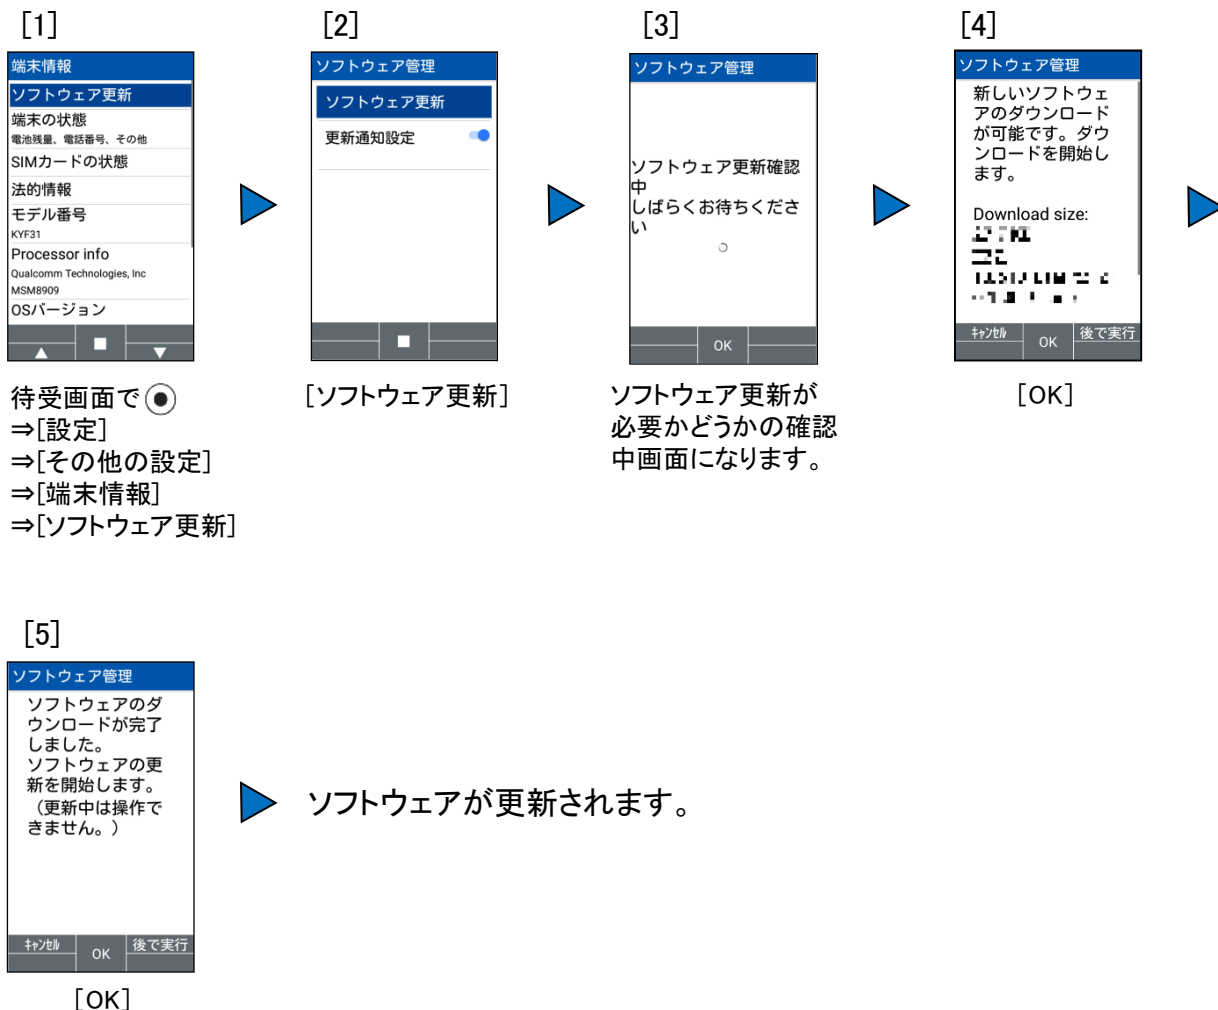 [1]
端末情報
ソフトウェア更新
端末の状態
電池残量、電話番号、その他
SIMカードの状態
法的情報
モデル番号
KYF31
Processor info
Qualcomm Technologies, Inc
MSM8909
OSバージョン
待受画面で
⇒[設定]
⇒[その他の設定]
⇒[端末情報]
⇒[ソフトウェア更新]
[2]
ソフトウェア管理
ソフトウェア更新
更新通知設定
[ソフトウェア更新]
[3]
ソフトウェア管理
ソフトウェア更新確認
中
しばらくお待ちくださ
い
OK
ソフトウェア更新が
必要かどうかの確認
中画面になります。
[4]
ソフトウェア管理
新しいソフトウェ
アのダウンロード
が可能です。ダウ
ンロードを開始し
ます。
Download size:
ｷｬﾝｾﾙ OK 後で実行
[OK]
[5]
ソフトウェア管理
ソフトウェアのダ
ウンロードが完了
しました。
ソフトウェアの更
新を開始します。
（更新中は操作で
きません。）
ｷｬﾝｾﾙ OK 後で実行
[OK]
ソフトウェアが更新されます。